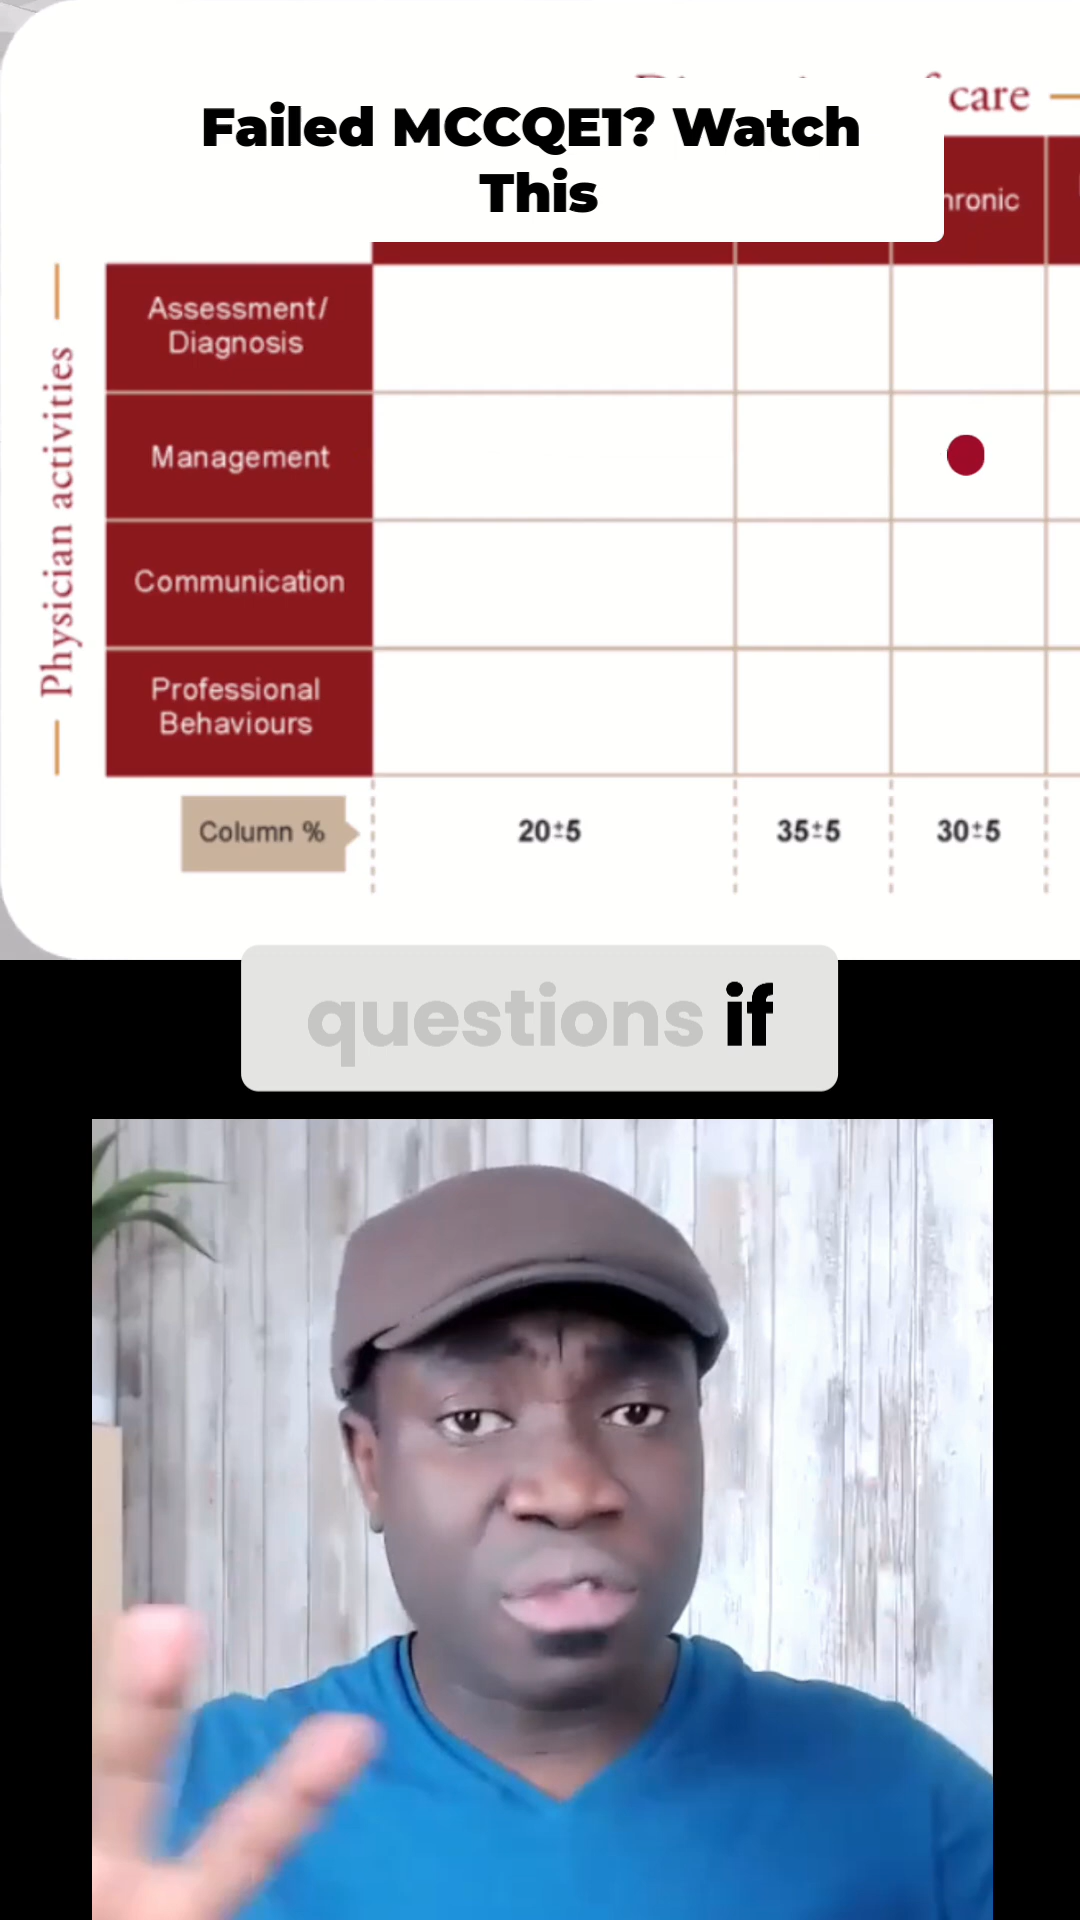 care
Failed MCCQE1? Watch
This
hronic
Physician activities
Assessment/
Diagnosis
Management
Communication
Professional
Behaviours
Column %
20±5
35±5
30±5
questions if